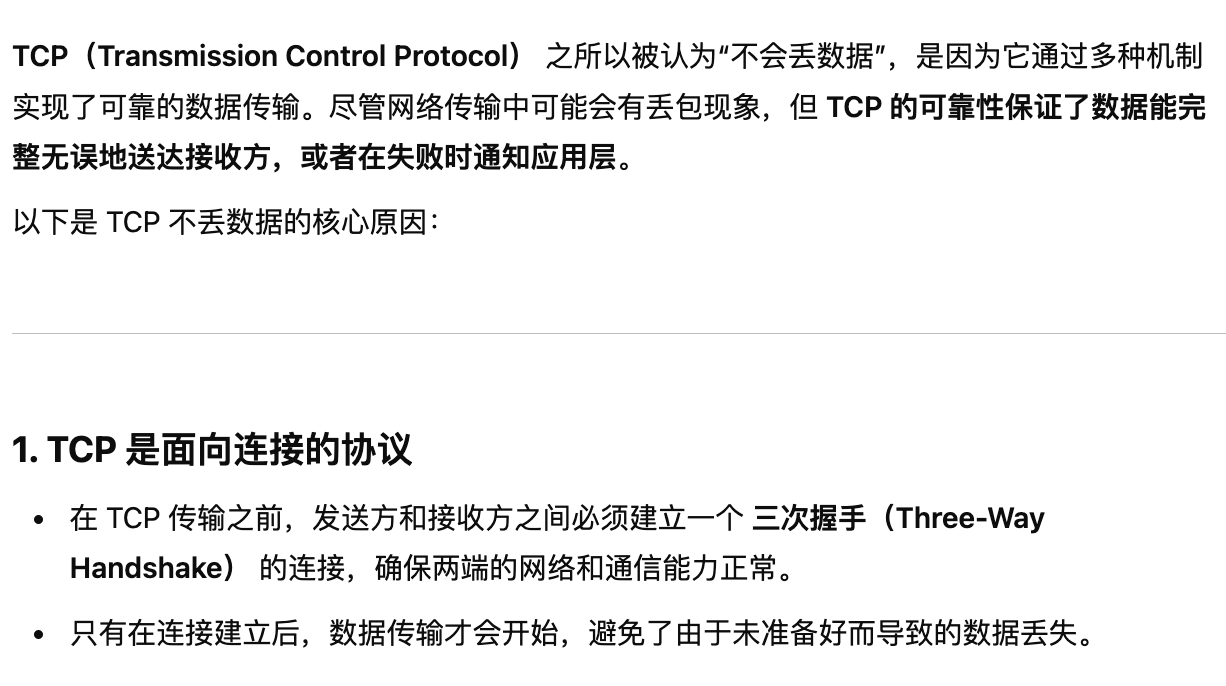 TCP（Transmission Control Protocol） 之所以被认为“不会丢数据”，是因为它通过多种机制
实现了可靠的数据传输。尽管网络传输中可能会有丢包现象，但 TCP 的可靠性保证了数据能完
整无误地送达接收方，或者在失败时通知应用层。
以下是 TCP 不丢数据的核心原因：
1. TCP 是面向连接的协议
• 在 TCP 传输之前，发送方和接收方之间必须建立一个 三次握手（Three-Way
Handshake） 的连接，确保两端的网络和通信能力正常。
• 只有在连接建立后，数据传输才会开始，避免了由于未准备好而导致的数据丢失。